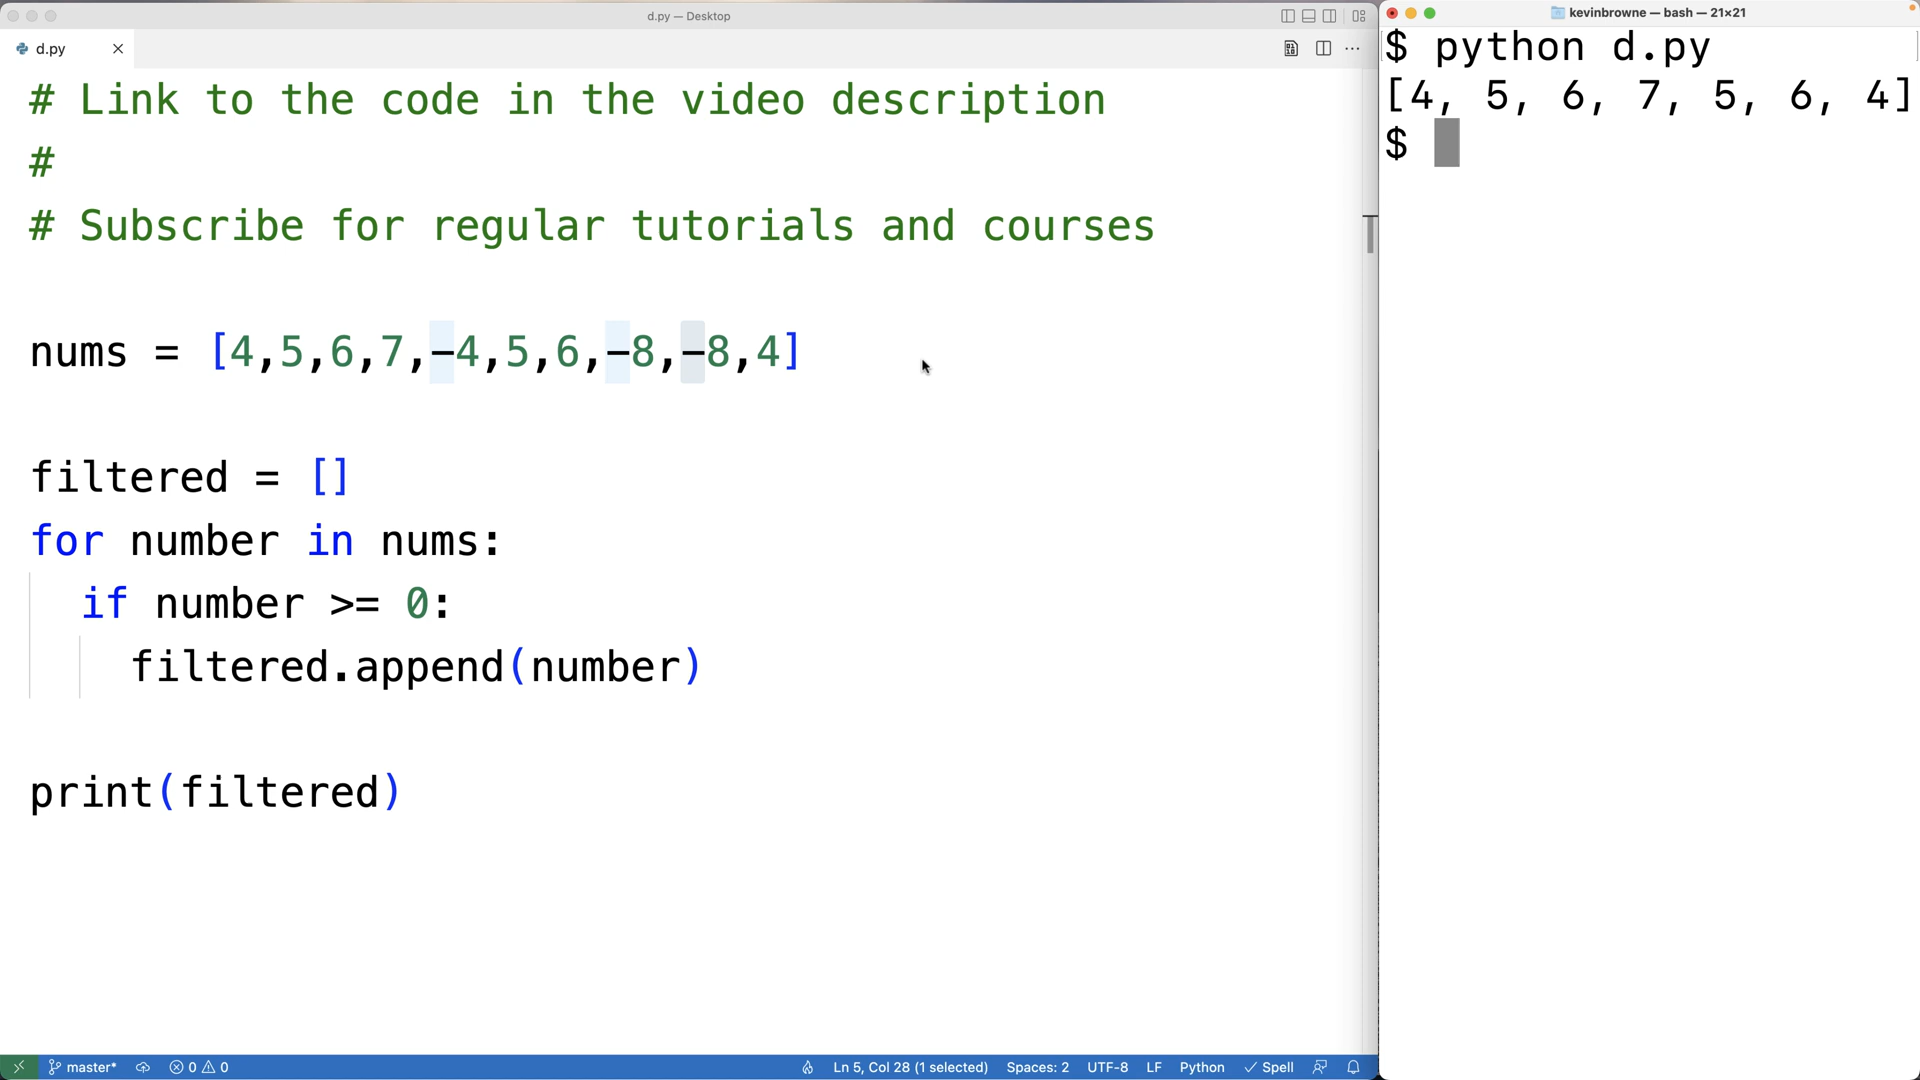 d.py — Desktop
d.py
# Link to the code in the video description
#
# Subscribe for regular tutorials and courses
nums = [4,5,6,7,-4,5,6,-8,-8,4]
filtered = []
for number in nums:
  if number >= 0:
    filtered.append(number)
print(filtered)
master* 0 0 Ln 5, Col 28 (1 selected) Spaces: 2 UTF-8 LF Python Spell
kevinbrowne — bash — 21×21
$ python d.py
[4, 5, 6, 7, 5, 6, 4]
$